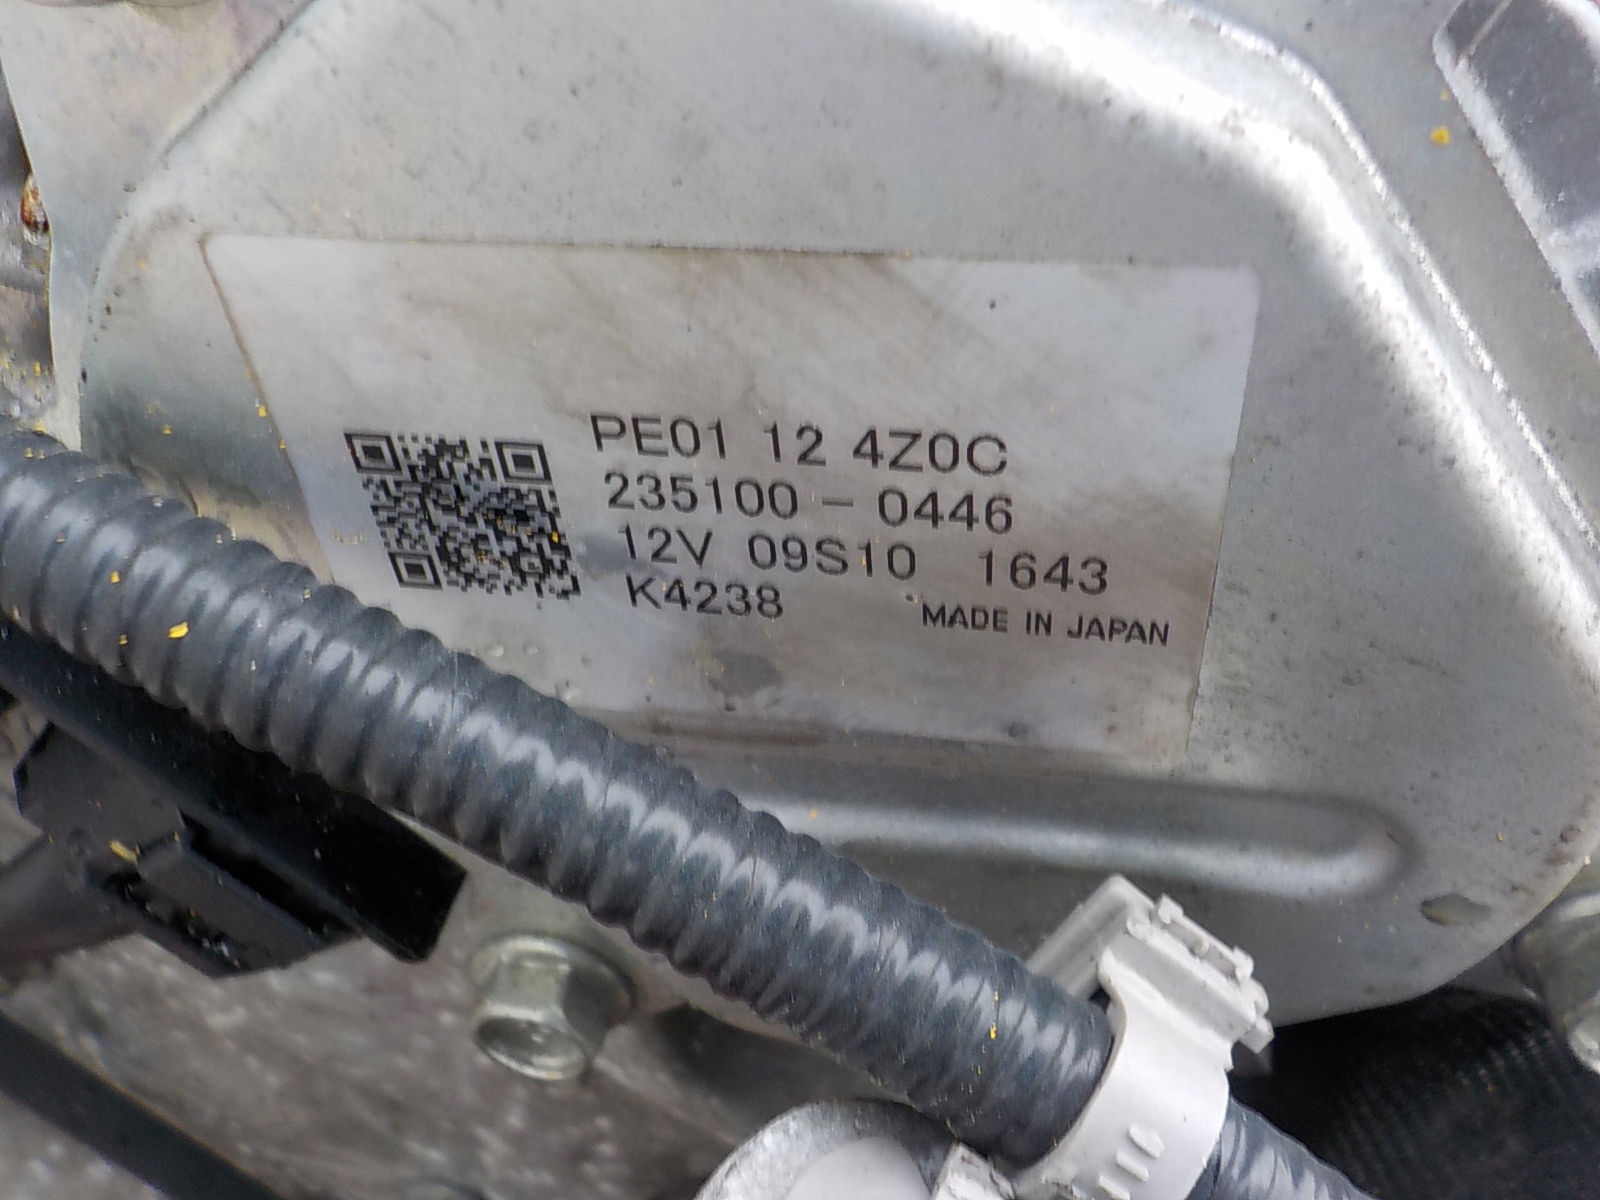 PE01 12 4Z0C
235100-0446
12V 09S10 1643
K4238
MADE IN JAPAN